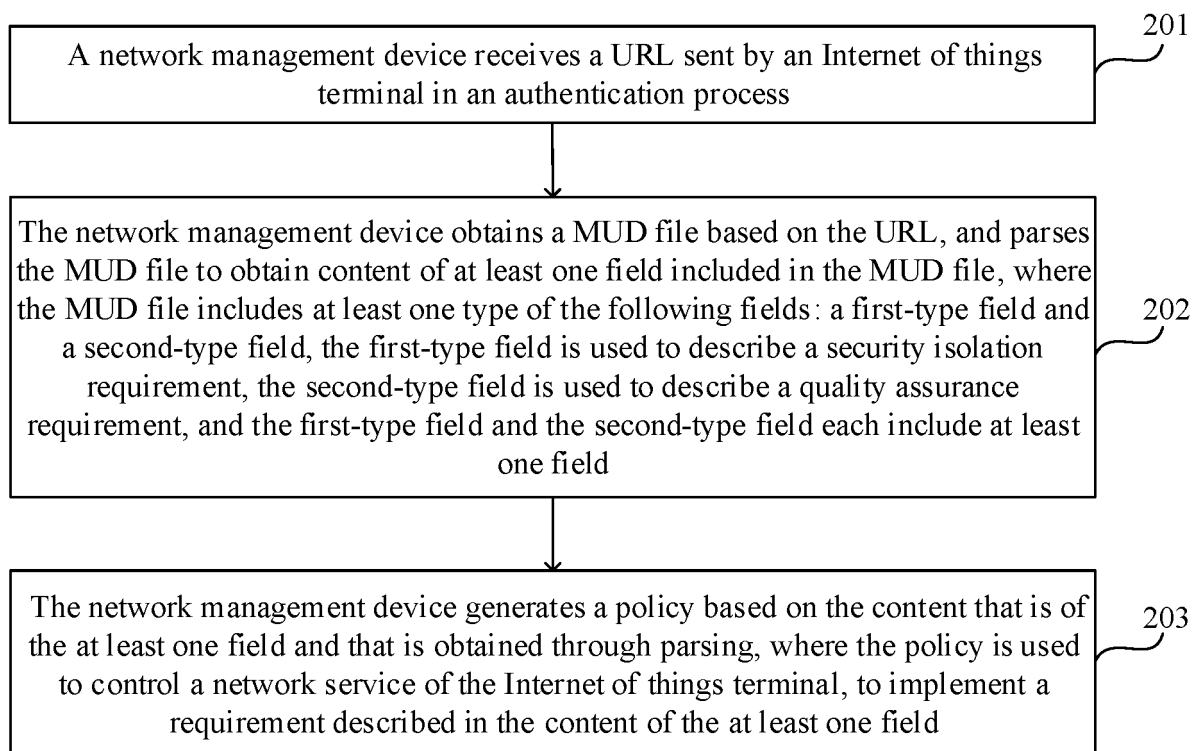 201
A network management device receives a URL sent by an Internet of things
terminal in an authentication process
The network management device obtains a MUD file based on the URL, and parses
the MUD file to obtain content of at least one field included in the MUD file, where
the MUD file includes at least one type of the following fields: a first-type field and
a second-type field, the first-type field is used to describe a security isolation
requirement, the second-type field is used to describe a quality assurance
requirement, and the first-type field and the second-type field each include at least
one field
202
The network management device generates a policy based on the content that is of
the at least one field and that is obtained through parsing, where the policy is used
to control a network service of the Internet of things terminal, to implement a
requirement described in the content of the at least one field
203